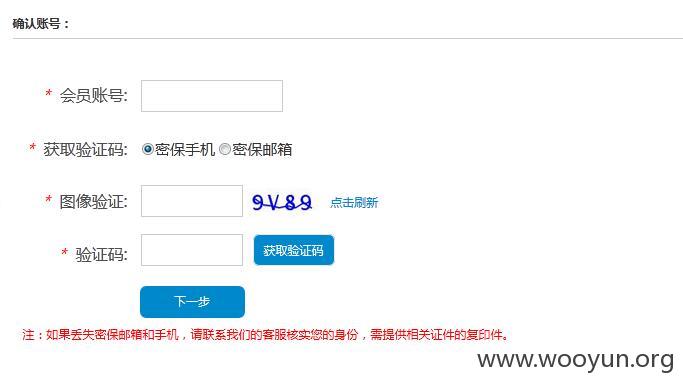 确认账号：
* 会员账号:
* 获取验证码: 密保手机 密保邮箱
* 图像验证: 9V89 点击刷新
* 验证码: 获取验证码
下一步
注：如果丢失密保邮箱和手机，请联系我们的客服核实您的身份，需提供相关证件的复印件。
www.wooyun.org